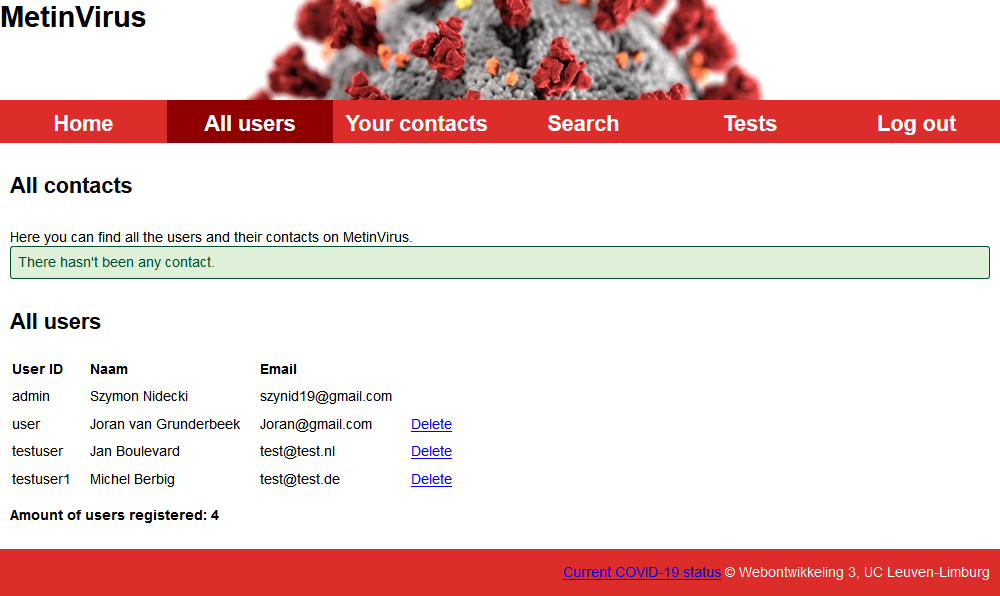 MetinVirus
Home All users Your contacts Search Tests Log out
All contacts
Here you can find all the users and their contacts on MetinVirus.
There hasn't been any contact.
All users
User ID Naam Email
admin Szymon Nidecki szynid19@gmail.com
user Joran van Grunderbeek Joran@gmail.com Delete
testuser Jan Boulevard test@test.nl Delete
testuser1 Michel Berbig test@test.de Delete
Amount of users registered: 4
Current COVID-19 status © Webontwikkeling 3, UC Leuven-Limburg